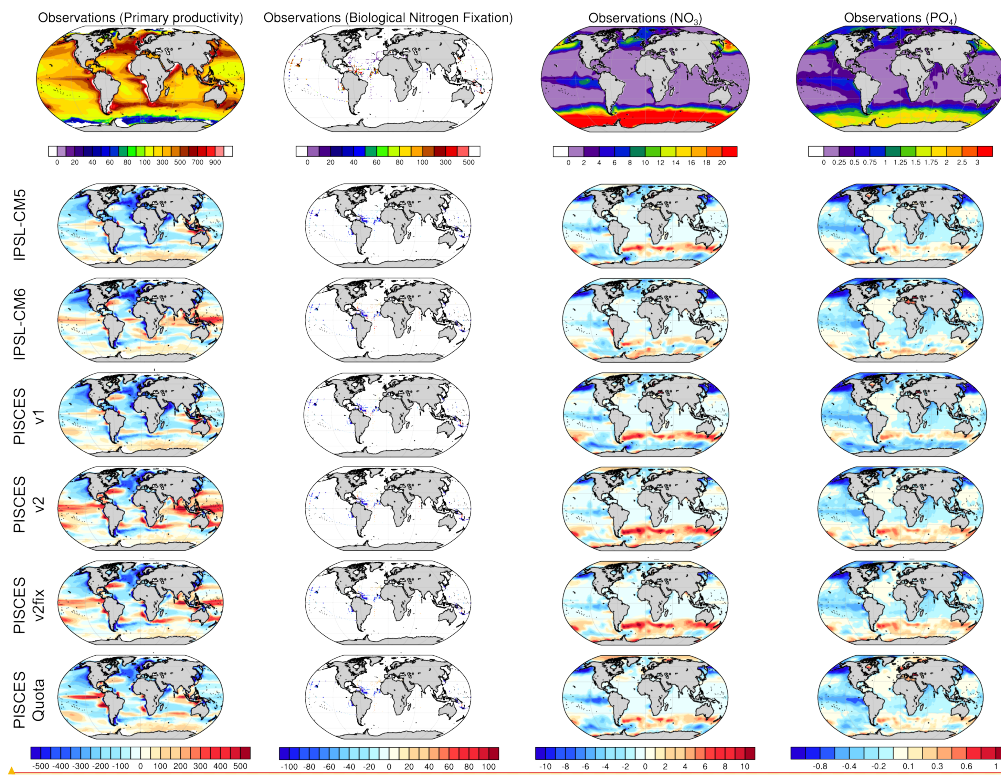 Observations (Primary productivity) Observations (Biological Nitrogen Fixation) Observations (NO3) Observations (PO4)
0 20 40 60 80 100 300 500 700 900
0 20 40 60 80 100 300 500
0 2 4 6 8 10 12 14 16 18 20
0 0.25 0.5 0.75 1 1.25 1.5 1.75 2 2.5 3
IPSL-CM5
IPSL-CM6
PISCES
v1
PISCES
v2
PISCES
v2fix
PISCES
Quota
-500 -400 -300 -200 -100 0 100 200 300 400 500
-100 -80 -60 -40 -20 0 20 40 60 80 100
-10 -8 -6 -4 -2 0 2 4 6 8 10
-0.8 -0.4 -0.2 0 0.1 0.3 0.6 1